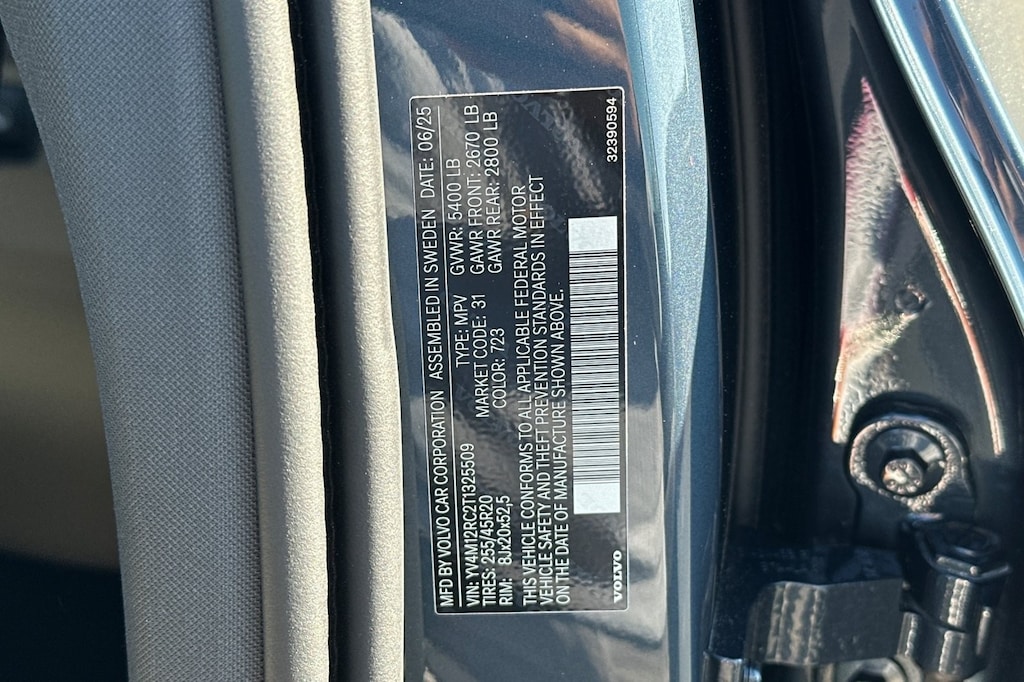 MFD BY VOLVO CAR CORPORATION ASSEMBLED IN SWEDEN DATE: 06/25
VIN: YV4M12RC2T1325509 TYPE: MPV GVWR: 5400 LB
TIRES: 255/45R20 MARKET CODE: 31 GAWR FRONT: 2670 LB
RIM: 8Jx20x52,5 COLOR: 723 GAWR REAR: 2800 LB
THIS VEHICLE CONFORMS TO ALL APPLICABLE FEDERAL MOTOR
VEHICLE SAFETY AND THEFT PREVENTION STANDARDS IN EFFECT
ON THE DATE OF MANUFACTURE SHOWN ABOVE.
VOLVO 32390594